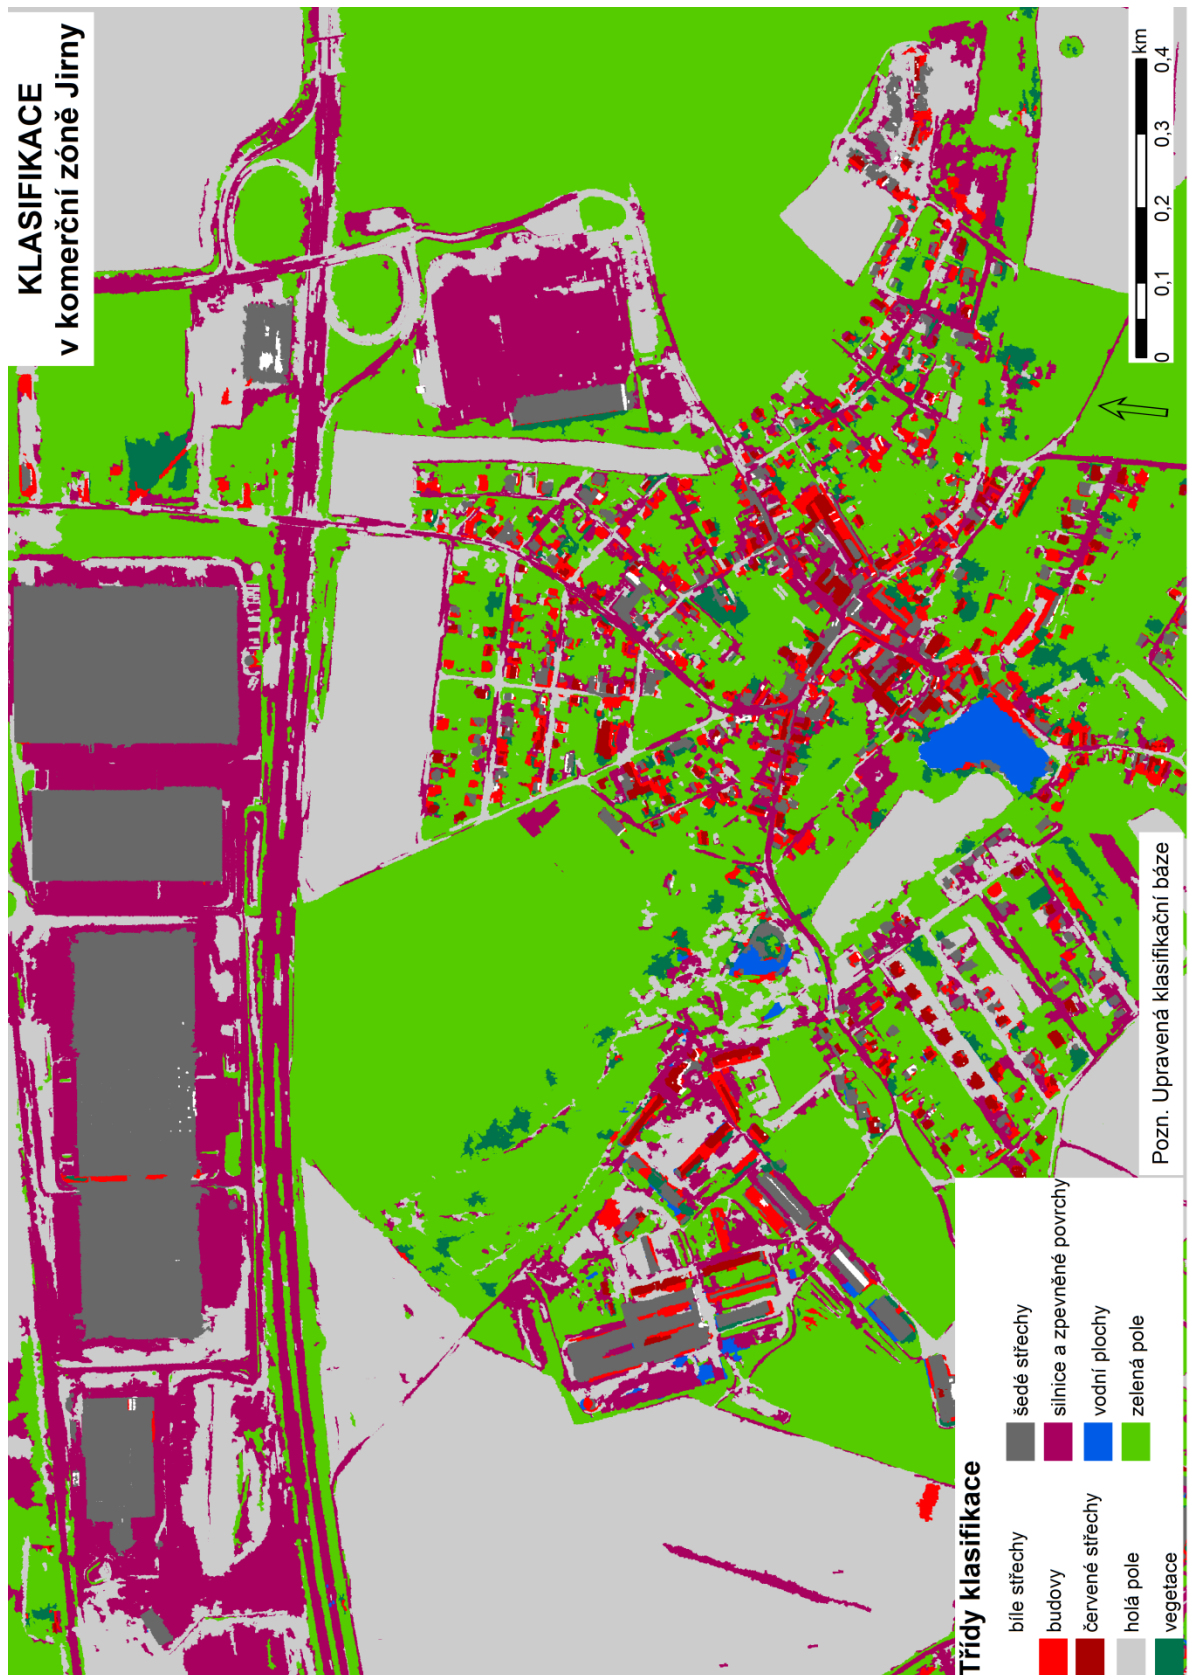 KLASIFIKACE
v komerční zóně Jirny
0 0,1 0,2 0,3 0,4
km
Pozn. Upravená klasifikační báze
Třídy klasifikace
bíle střechy
budovy
červené střechy
holá pole
vegetace
šedé střechy
silnice a zpevněné povrchy
vodní plochy
zelená pole